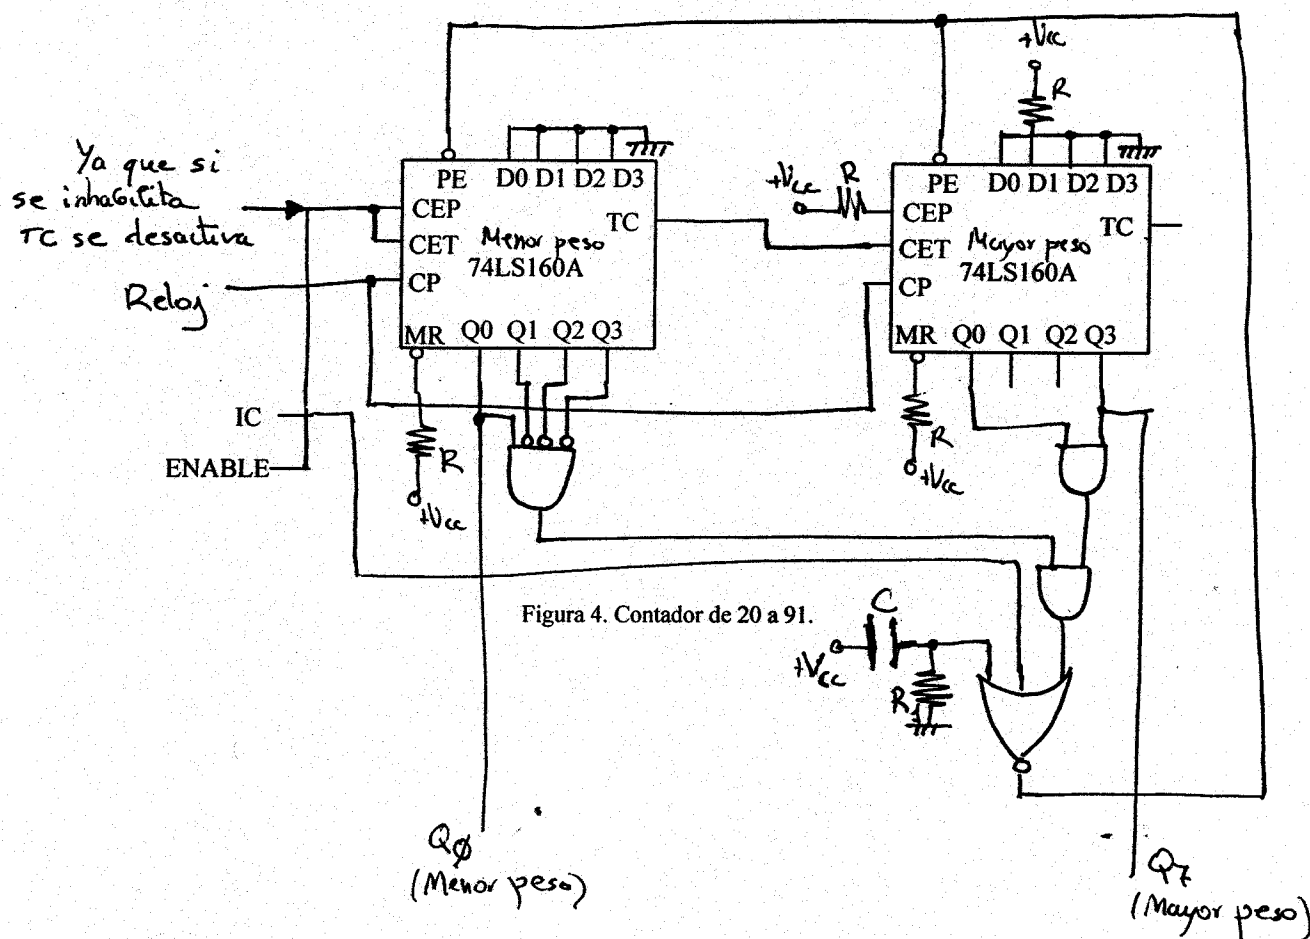 +Vcc
R
Ya que si
se inhabilita
TC se desactiva
PE D0 D1 D2 D3
CEP
CET
CP
Menor peso
74LS160A
TC
MR Q0 Q1 Q2 Q3
+Vcc
R
PE D0 D1 D2 D3
CEP
CET
CP
Mayor peso
74LS160A
TC
MR Q0 Q1 Q2 Q3
Reloj
IC
ENABLE
R
+Vcc
R
+Vcc
Figura 4. Contador de 20 a 91.
C
+Vcc
R1
QØ
(Menor peso)
Q7
(Mayor peso)